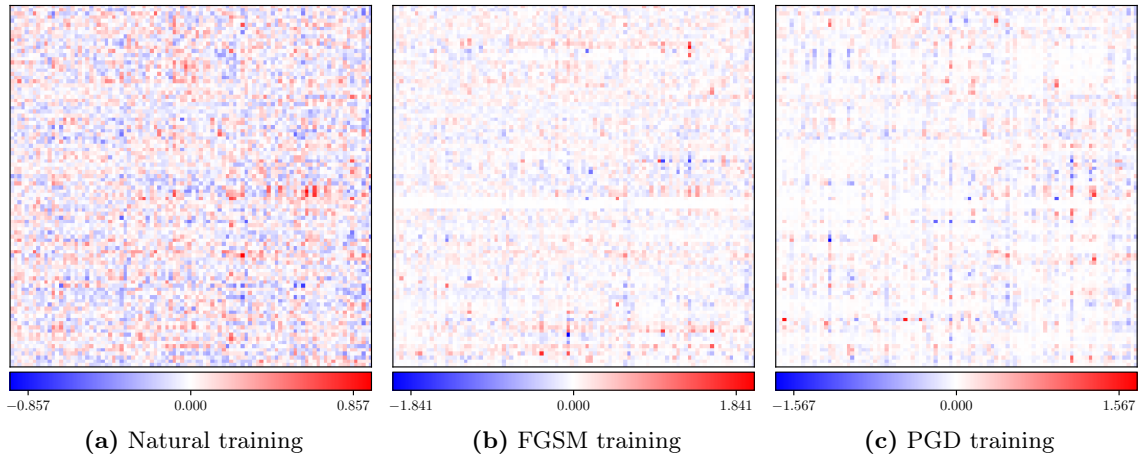 −0.857 0.000 0.857
−1.841 0.000 1.841
−1.567 0.000 1.567
(a) Natural training
(b) FGSM training
(c) PGD training